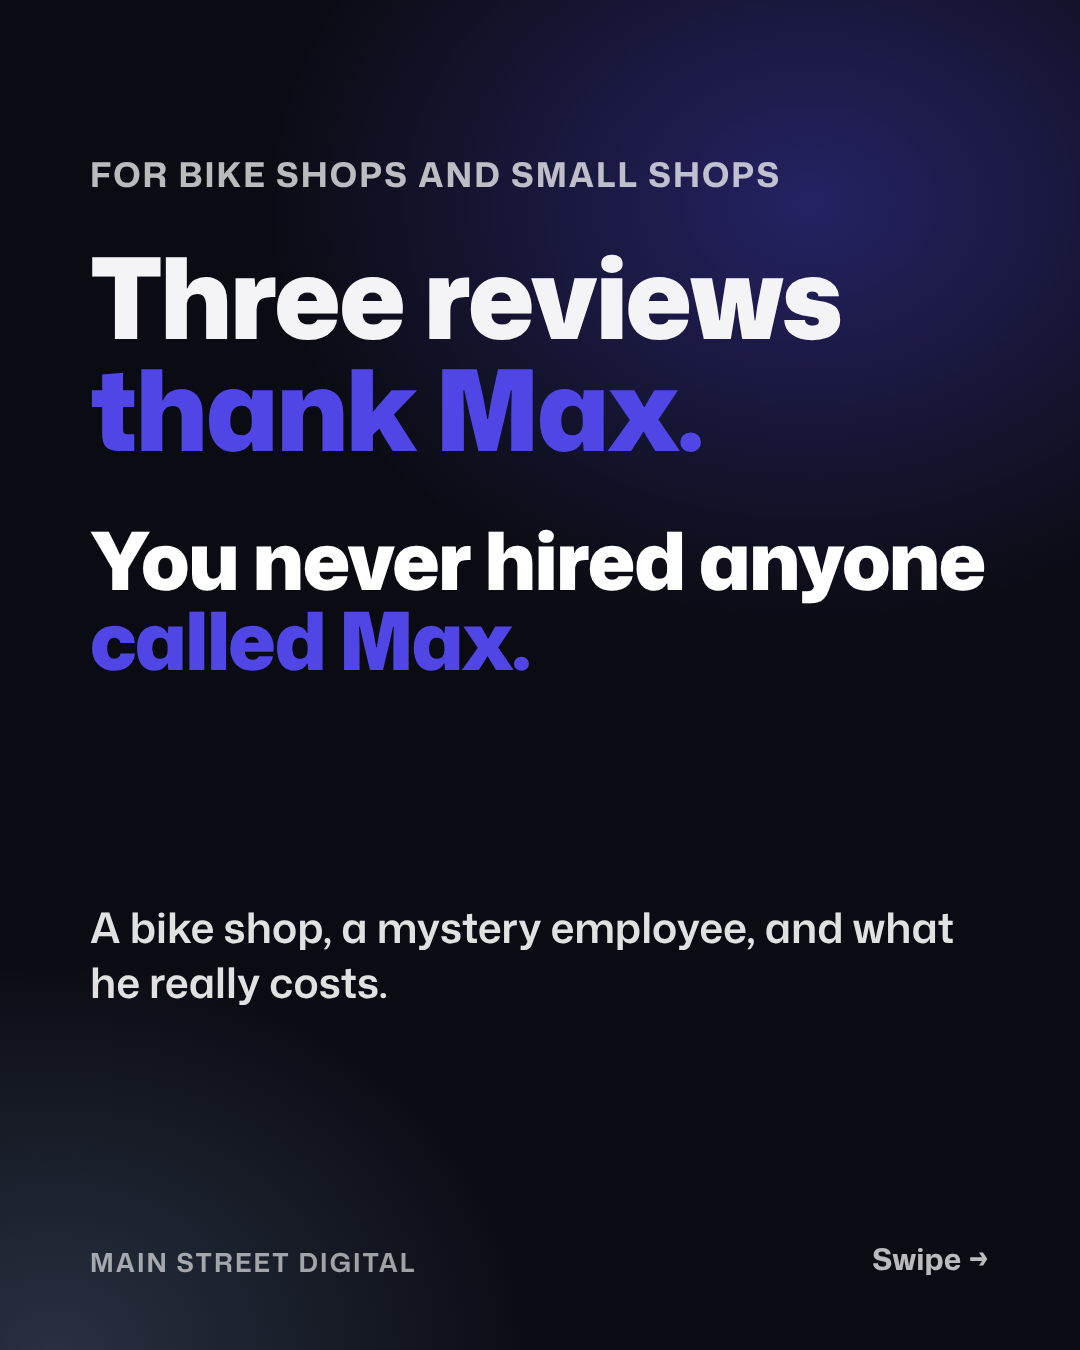 FOR BIKE SHOPS AND SMALL SHOPS
Three reviews
thank Max.
You never hired anyone
called Max.
A bike shop, a mystery employee, and what
he really costs.
MAIN STREET DIGITAL
Swipe →